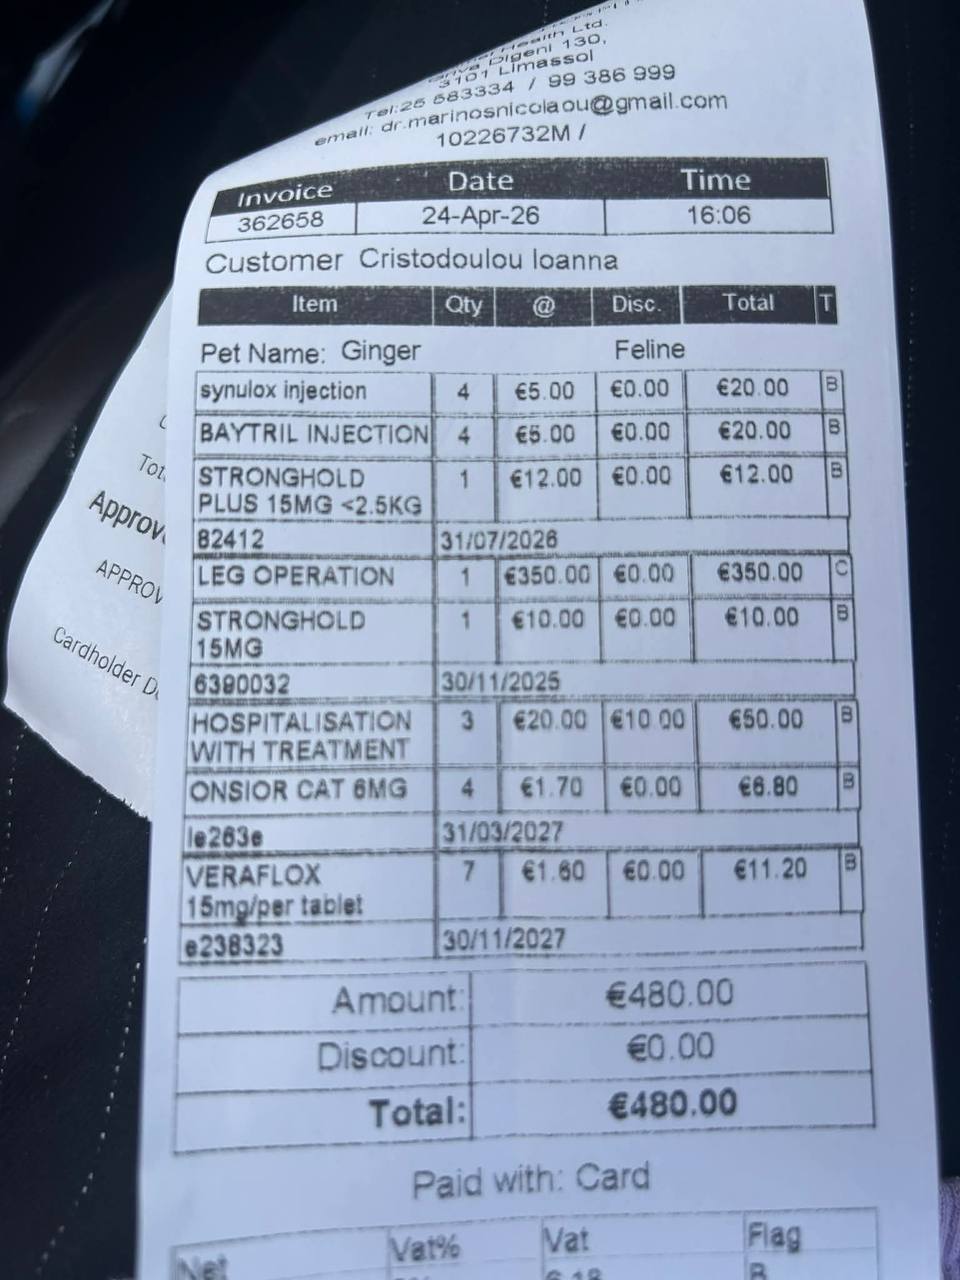 Health Ltd.
Digeni 130,
3101 Limassol
Tel:25 583334 / 99 386 999
email: dr.marinosnicolaou@gmail.com
10226732M /
Invoice Date Time
362658 24-Apr-26 16:06
Customer Cristodoulou Ioanna
Item Qty @ Disc. Total T
Pet Name: Ginger Feline
synulox injection 4 €5.00 €0.00 €20.00 B
BAYTRIL INJECTION 4 €5.00 €0.00 €20.00 B
STRONGHOLD 1 €12.00 €0.00 €12.00 B
PLUS 15MG <2.5KG
82412 31/07/2026
LEG OPERATION 1 €350.00 €0.00 €350.00 C
STRONGHOLD 1 €10.00 €0.00 €10.00 B
15MG
6390032 30/11/2025
HOSPITALISATION 3 €20.00 €10.00 €50.00 B
WITH TREATMENT
ONSIOR CAT 6MG 4 €1.70 €0.00 €6.80 B
le263e 31/03/2027
VERAFLOX 7 €1.60 €0.00 €11.20 B
15mg/per tablet
e238323 30/11/2027
Amount: €480.00
Discount: €0.00
Total: €480.00
Paid with: Card
Net Vat% Vat Flag
6.18 B
Tot
Approv
APPROV
Cardholder D